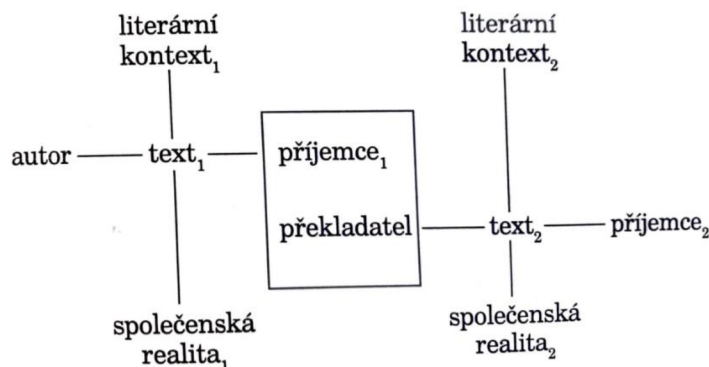 literární
kontext₁
literární
kontext₂
autor
text₁
příjemce₁
překladatel
text₂
příjemce₂
společenská
realita₁
společenská
realita₂